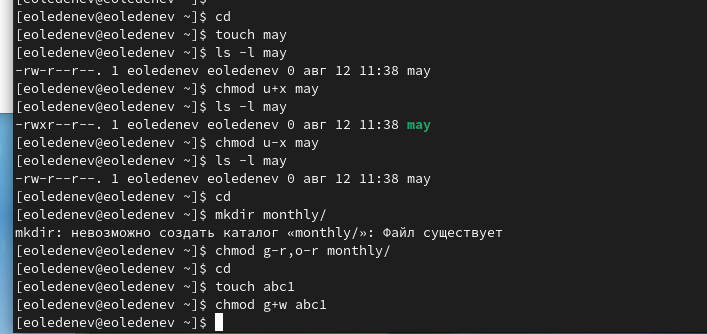 [eoledenev@eoledenev ~]$
[eoledenev@eoledenev ~]$ cd
[eoledenev@eoledenev ~]$ touch may
[eoledenev@eoledenev ~]$ ls -l may
-rw-r--r--. 1 eoledenev eoledenev 0 авг 12 11:38 may
[eoledenev@eoledenev ~]$ chmod u+x may
[eoledenev@eoledenev ~]$ ls -l may
-rwxr--r--. 1 eoledenev eoledenev 0 авг 12 11:38 may
[eoledenev@eoledenev ~]$ chmod u-x may
[eoledenev@eoledenev ~]$ ls -l may
-rw-r--r--. 1 eoledenev eoledenev 0 авг 12 11:38 may
[eoledenev@eoledenev ~]$ cd
[eoledenev@eoledenev ~]$ mkdir monthly/
mkdir: невозможно создать каталог «monthly/»: Файл существует
[eoledenev@eoledenev ~]$ chmod g-r,o-r monthly/
[eoledenev@eoledenev ~]$ cd
[eoledenev@eoledenev ~]$ touch abc1
[eoledenev@eoledenev ~]$ chmod g+w abc1
[eoledenev@eoledenev ~]$